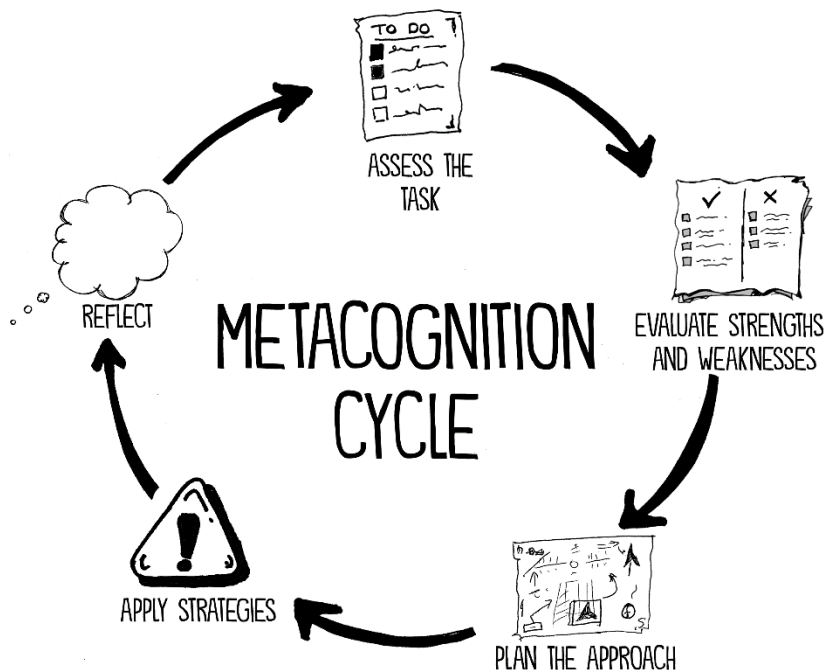 TO DO
ASSESS THE
TASK
EVALUATE STRENGTHS
AND WEAKNESSES
PLAN THE APPROACH
APPLY STRATEGIES
REFLECT
METACOGNITION
CYCLE